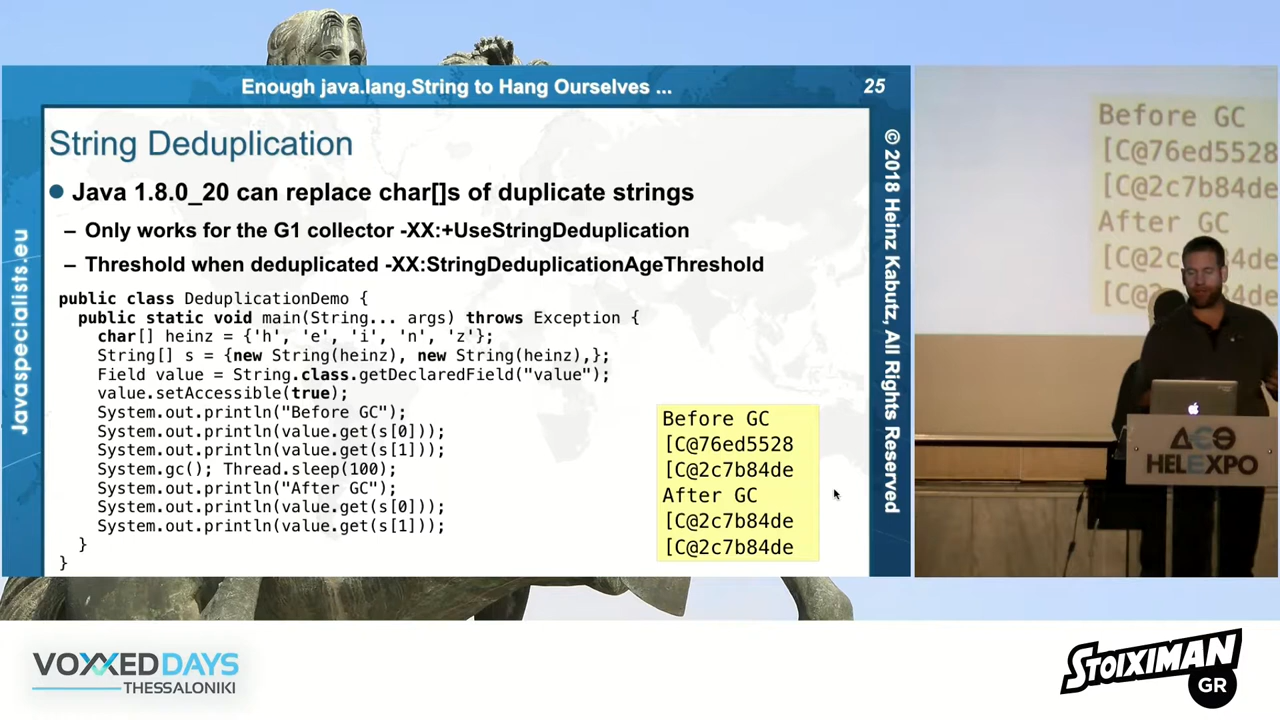 Enough java.lang.String to Hang Ourselves ...
25
String Deduplication
Java 1.8.0_20 can replace char[]s of duplicate strings
– Only works for the G1 collector -XX:+UseStringDeduplication
– Threshold when deduplicated -XX:StringDeduplicationAgeThreshold
public class DeduplicationDemo {
public static void main(String... args) throws Exception {
char[] heinz = {'h', 'e', 'i', 'n', 'z'};
String[] s = {new String(heinz), new String(heinz),};
Field value = String.class.getDeclaredField("value");
value.setAccessible(true);
System.out.println("Before GC");
System.out.println(value.get(s[0]));
System.out.println(value.get(s[1]));
System.gc(); Thread.sleep(100);
System.out.println("After GC");
System.out.println(value.get(s[0]));
System.out.println(value.get(s[1]));
}
}
Before GC
[C@76ed5528
[C@2c7b84de
After GC
[C@2c7b84de
[C@2c7b84de
Javaspecialists.eu
© 2018 Heinz Kabutz, All Rights Reserved
Before GC
[C@76ed5528
[C@2c7b84de
After GC
ΔΕΘ
HELEXPO
VOXXED DAYS
THESSALONIKI
STOIXIMAN
GR